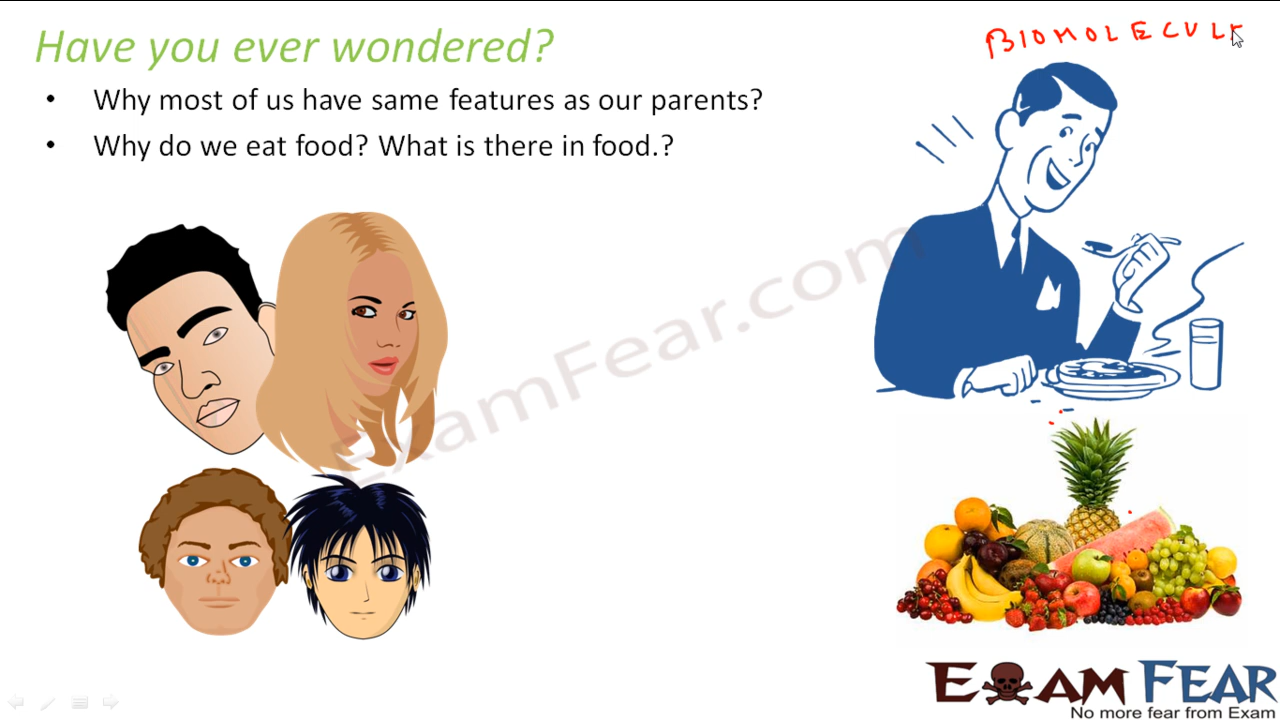 Have you ever wondered?
BIOMOLECUL
• Why most of us have same features as our parents?
• Why do we eat food? What is there in food.?
ExamFear.com
EXAM FEAR
No more fear from Exam